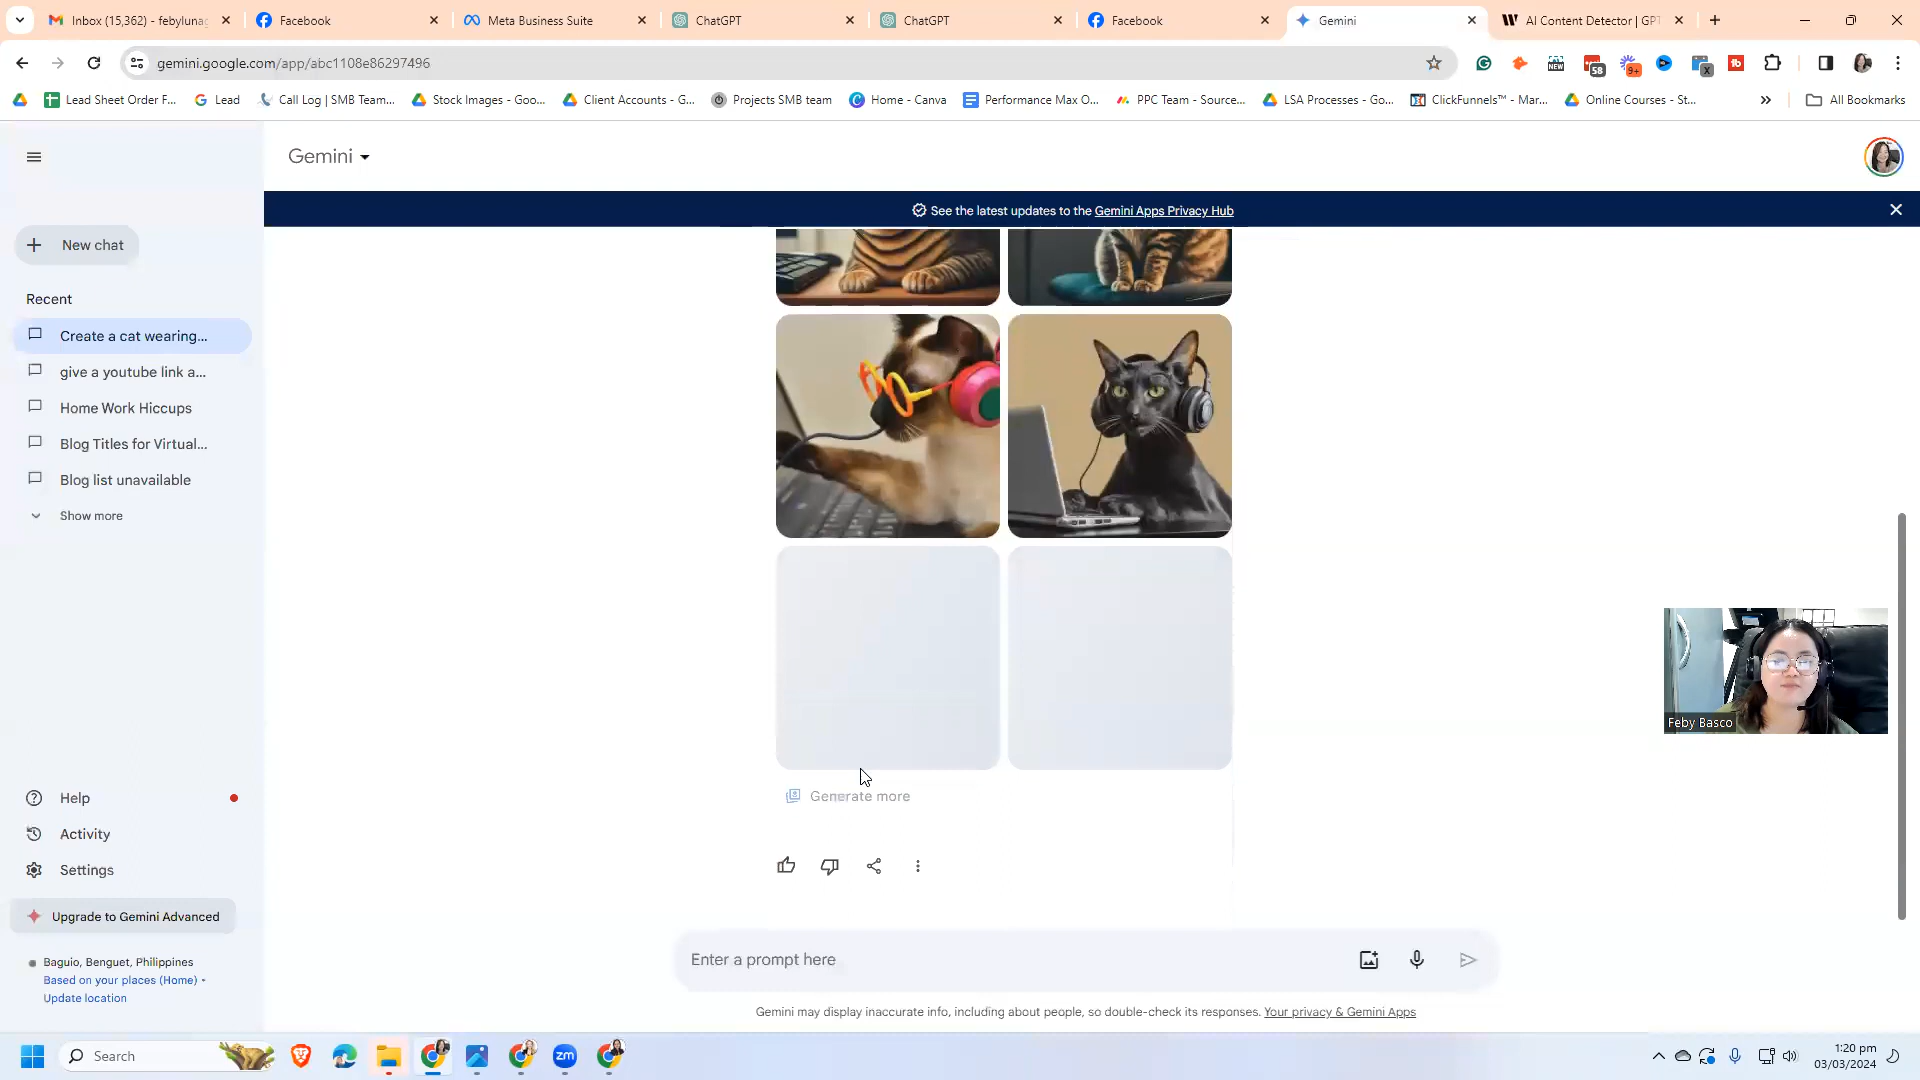 Inbox (15,362) - febylunag
Facebook
Meta Business Suite
ChatGPT
ChatGPT
Facebook
Gemini
AI Content Detector | GPT
gemini.google.com/app/abc1108e86297496
NEW
58
9+
X
Lead Sheet Order F...
Lead
Call Log | SMB Team...
Stock Images - Goo...
Client Accounts - G...
Projects SMB team
Home - Canva
Performance Max O...
PPC Team - Source...
LSA Processes - Go...
ClickFunnels™ - Mar...
Online Courses - St...
All Bookmarks
Gemini
See the latest updates to the Gemini Apps Privacy Hub
New chat
Recent
Create a cat wearing...
give a youtube link a...
Home Work Hiccups
Blog Titles for Virtual...
Blog list unavailable
Show more
Feby Basco
Generate more
Help
Activity
Settings
Upgrade to Gemini Advanced
Baguio, Benguet, Philippines
Based on your places (Home) •
Update location
Enter a prompt here
Gemini may display inaccurate info, including about people, so double-check its responses. Your privacy & Gemini Apps
Search
zm
1:20 pm
03/03/2024